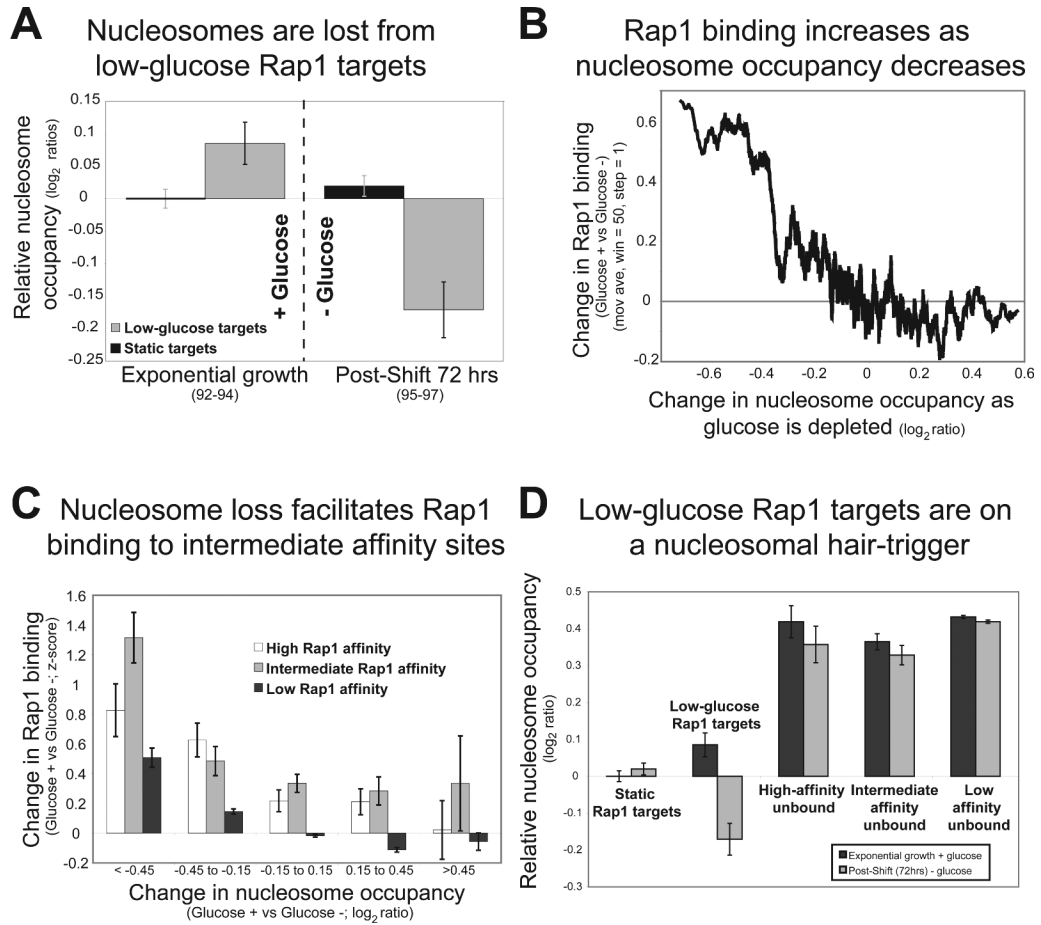 A
Nucleosomes are lost from
low-glucose Rap1 targets
Relative nucleosome
occupancy (log2 ratios)
0.15
0.1
0.05
0
-0.05
-0.1
-0.15
-0.2
-0.25
+ Glucose
- Glucose
Low-glucose targets
Static targets
Exponential growth
(92-94)
Post-Shift 72 hrs
(95-97)
B
Rap1 binding increases as
nucleosome occupancy decreases
Change in Rap1 binding
(Glucose + vs Glucose -)
(mov ave, win = 50, step = 1)
0.6
0.4
0.2
0
-0.2
-0.6
-0.4
-0.2
0
0.2
0.4
0.6
Change in nucleosome occupancy as
glucose is depleted (log2 ratio)
C
Nucleosome loss facilitates Rap1
binding to intermediate affinity sites
Change in Rap1 binding
(Glucose + vs Glucose -; z-score)
1.6
1.4
1.2
1
0.8
0.6
0.4
0.2
0
-0.2
High Rap1 affinity
Intermediate Rap1 affinity
Low Rap1 affinity
< -0.45
-0.45 to -0.15
-0.15 to 0.15
0.15 to 0.45
>0.45
Change in nucleosome occupancy
(Glucose + vs Glucose -; log2 ratio)
D
Low-glucose Rap1 targets are on
a nucleosomal hair-trigger
Relative nucleosome occupancy
(log2 ratio)
0.5
0.4
0.3
0.2
0.1
0
-0.1
-0.2
-0.3
Low-glucose
Rap1 targets
Static
Rap1 targets
High-affinity
unbound
Intermediate
affinity
unbound
Low
affinity
unbound
Exponential growth + glucose
Post-Shift (72hrs) - glucose